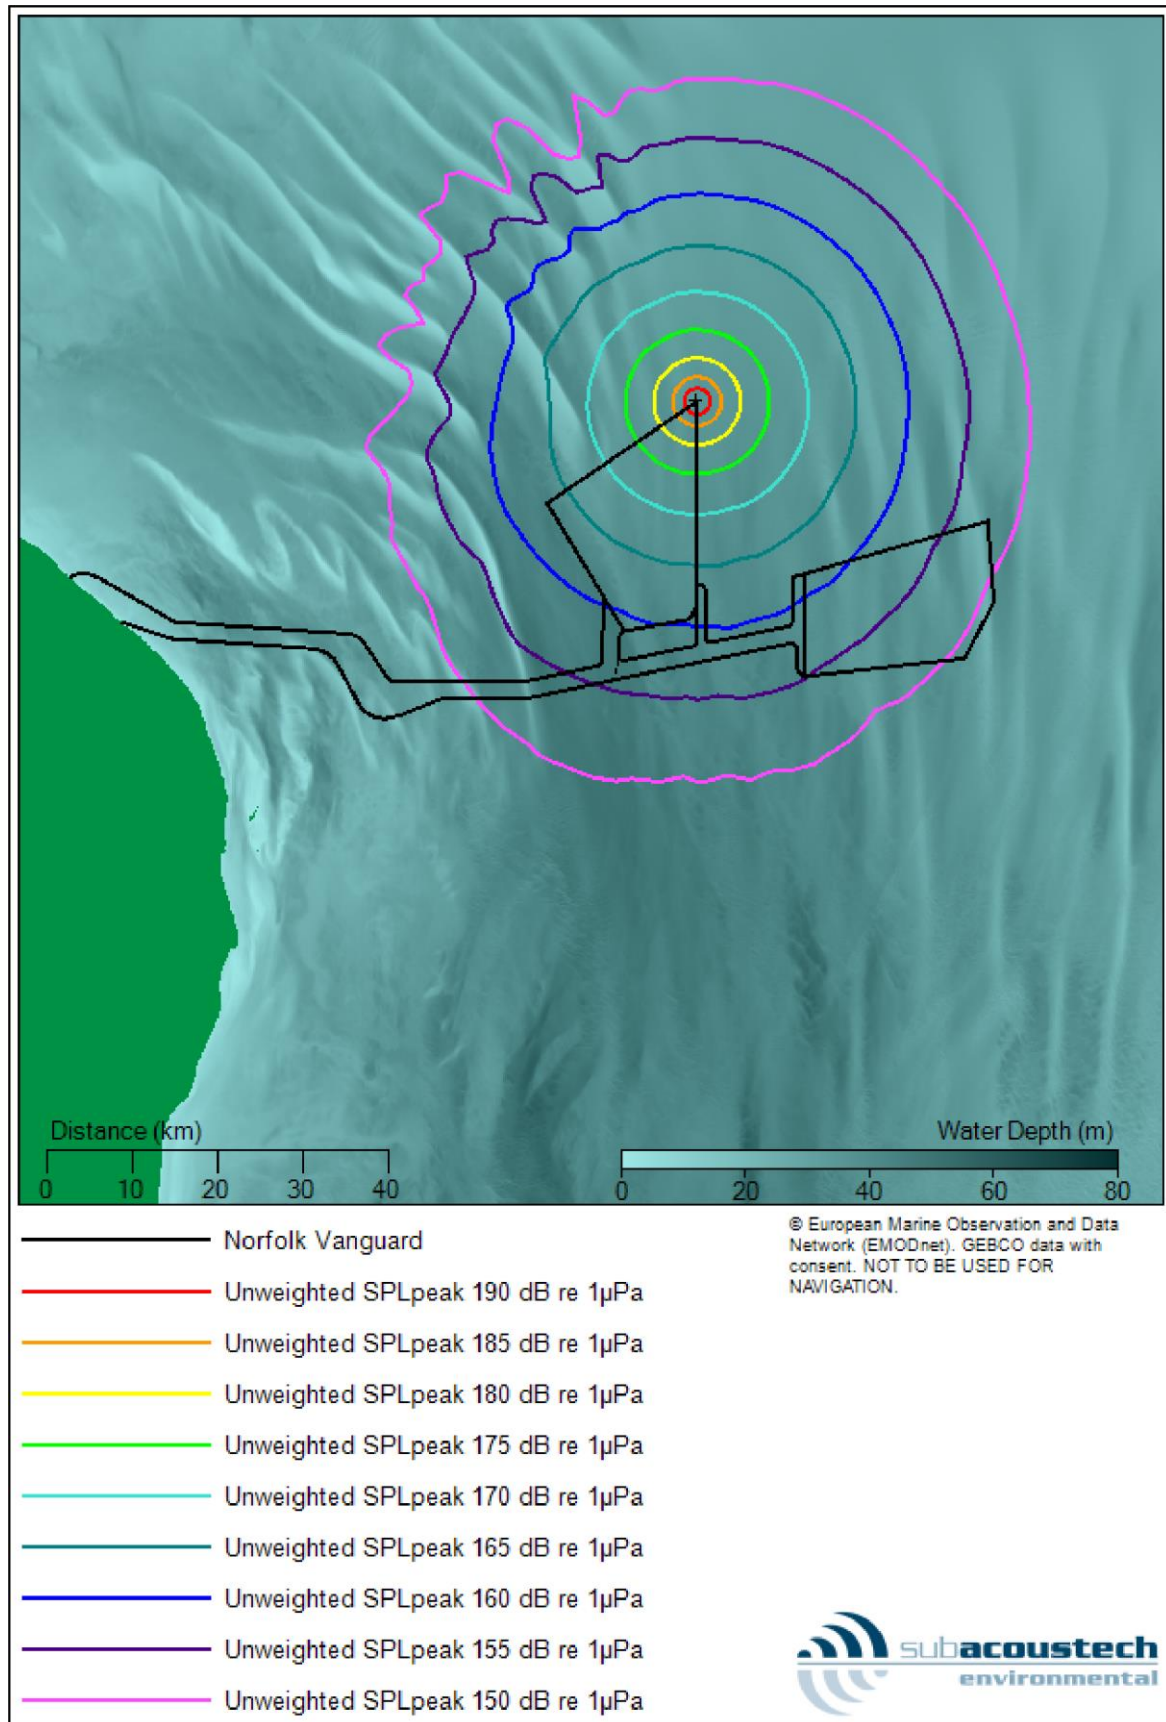 Distance (km)
0 10 20 30 40
Water Depth (m)
0 20 40 60 80
Norfolk Vanguard
Unweighted SPLpeak 190 dB re 1µPa
Unweighted SPLpeak 185 dB re 1µPa
Unweighted SPLpeak 180 dB re 1µPa
Unweighted SPLpeak 175 dB re 1µPa
Unweighted SPLpeak 170 dB re 1µPa
Unweighted SPLpeak 165 dB re 1µPa
Unweighted SPLpeak 160 dB re 1µPa
Unweighted SPLpeak 155 dB re 1µPa
Unweighted SPLpeak 150 dB re 1µPa
© European Marine Observation and Data
Network (EMODnet). GEBCO data with
consent. NOT TO BE USED FOR
NAVIGATION.
subacoustech
environmental